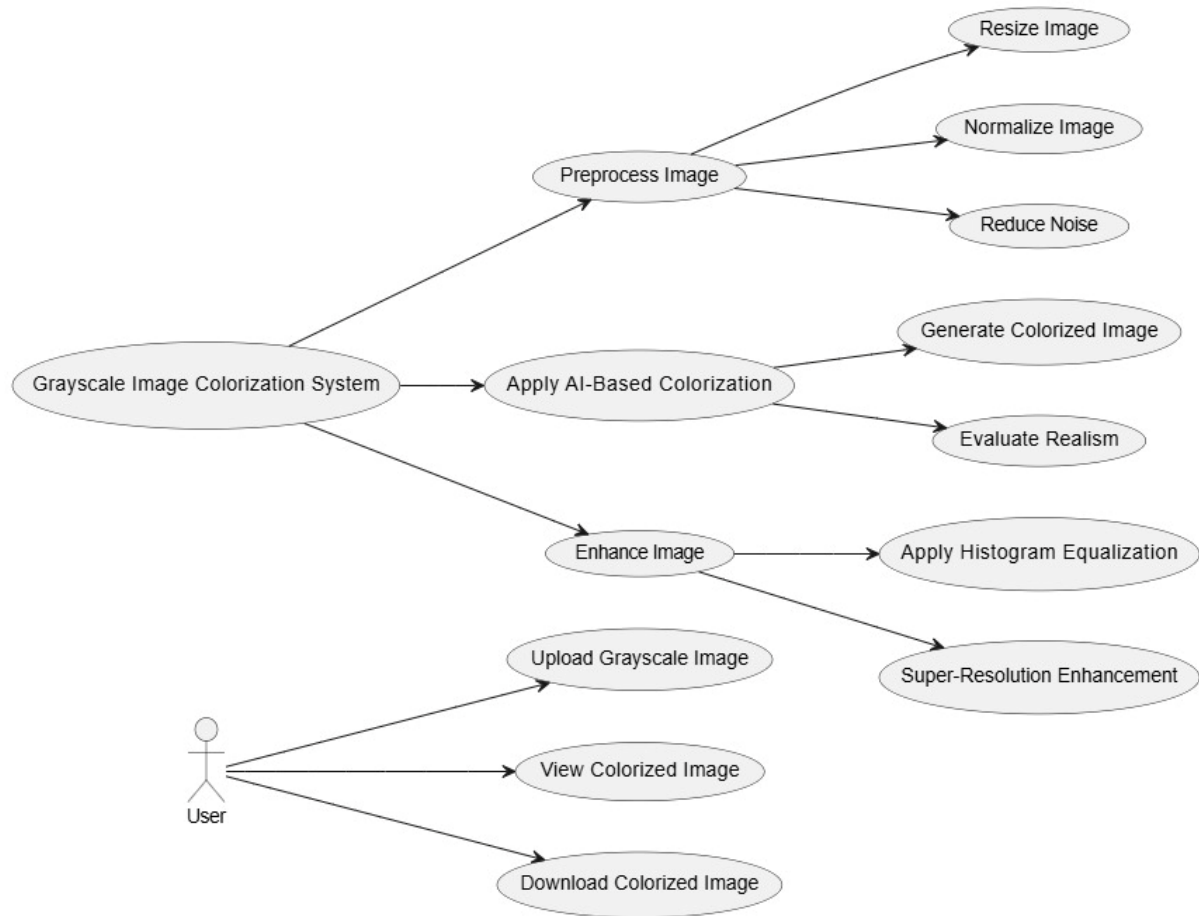 Resize Image
Normalize Image
Preprocess Image
Reduce Noise
Generate Colorized Image
Grayscale Image Colorization System
Apply AI-Based Colorization
Evaluate Realism
Enhance Image
Apply Histogram Equalization
Upload Grayscale Image
Super-Resolution Enhancement
View Colorized Image
User
Download Colorized Image